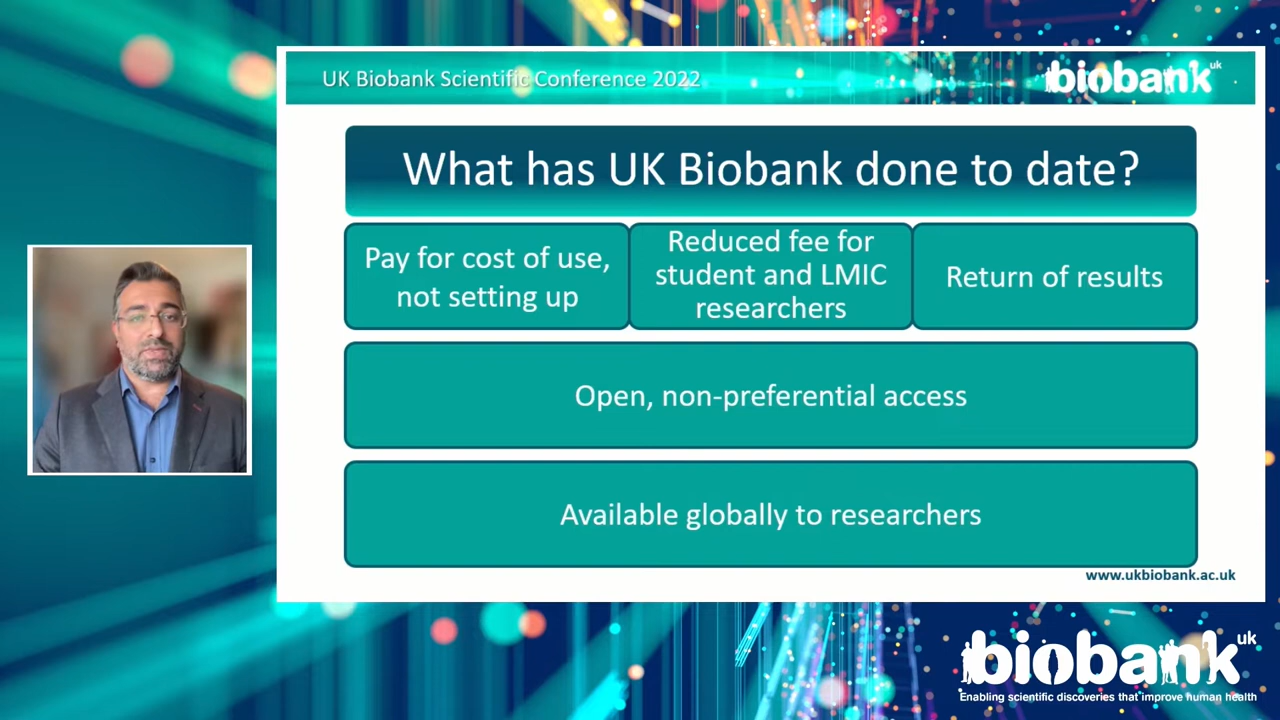 UK Biobank Scientific Conference 2022
biobank uk
What has UK Biobank done to date?
Pay for cost of use,
not setting up
Reduced fee for
student and LMIC
researchers
Return of results
Open, non-preferential access
Available globally to researchers
www.ukbiobank.ac.uk
biobank uk
Enabling scientific discoveries that improve human health